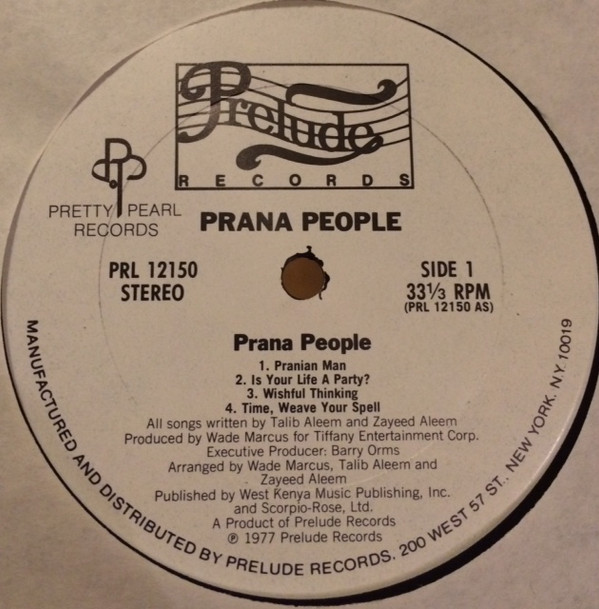 Prelude
RECORDS
PRETTY PEARL
RECORDS
PRANA PEOPLE
PRL 12150
STEREO
SIDE 1
33⅓ RPM
(PRL 12150 AS)
Prana People
1. Pranian Man
2. Is Your Life A Party?
3. Wishful Thinking
4. Time, Weave Your Spell
All songs written by Talib Aleem and Zayeed Aleem
Produced by Wade Marcus for Tiffany Entertainment Corp.
Executive Producer: Barry Orms
Arranged by Wade Marcus, Talib Aleem and
Zayeed Aleem
Published by West Kenya Music Publishing, Inc.
and Scorpio-Rose, Ltd.
A Product of Prelude Records
℗ 1977 Prelude Records
MANUFACTURED AND DISTRIBUTED BY PRELUDE RECORDS. 200 WEST 57 ST., NEW YORK. N.Y. 10019